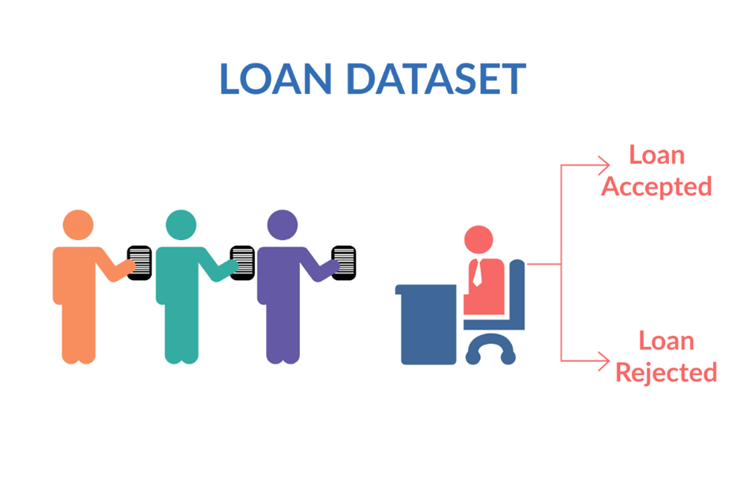 LOAN DATASET
Loan
Accepted
Loan
Rejected